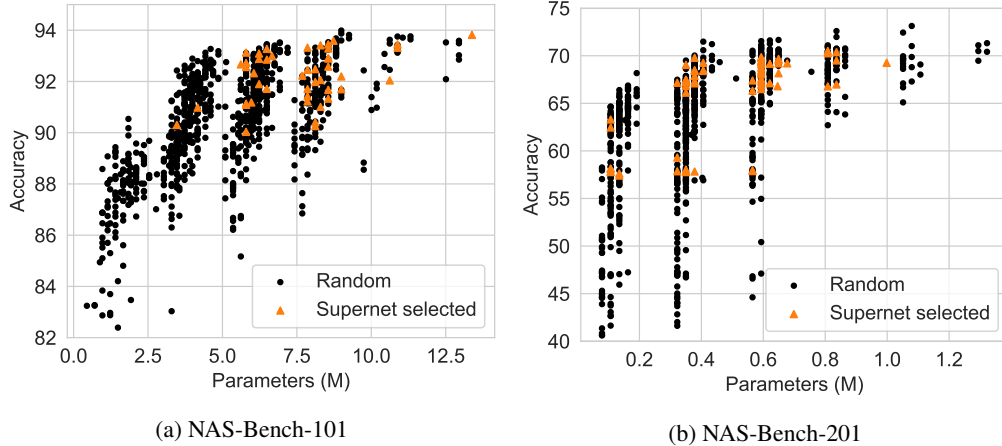 94
92
90
88
86
84
82
Accuracy
0.0 2.5 5.0 7.5 10.0 12.5
Parameters (M)
Random
Supernet selected
(a) NAS-Bench-101
75
70
65
60
55
50
45
40
Accuracy
0.2 0.4 0.6 0.8 1.0 1.2
Parameters (M)
Random
Supernet selected
(b) NAS-Bench-201